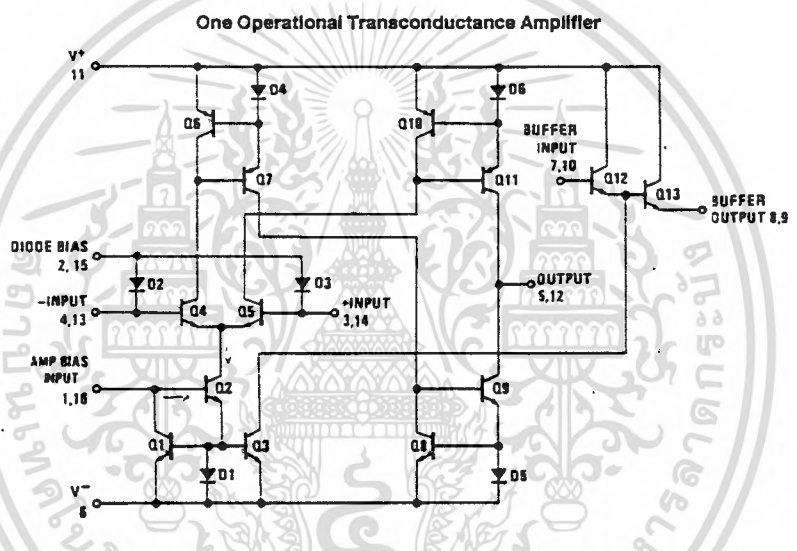 One Operational Transconductance Amplifier
V+
11
D4
D6
Q6
Q10
BUFFER
INPUT
7,10
Q7
Q11
Q12
Q13
BUFFER
OUTPUT 8,9
DIODE BIAS
2, 15
D2
D3
-INPUT
4,13
Q4
Q5
+INPUT
3,14
OUTPUT
5,12
AMP BIAS
INPUT
1,16
Q2
Q9
Q1
Q3
Q8
D1
D5
V-
6